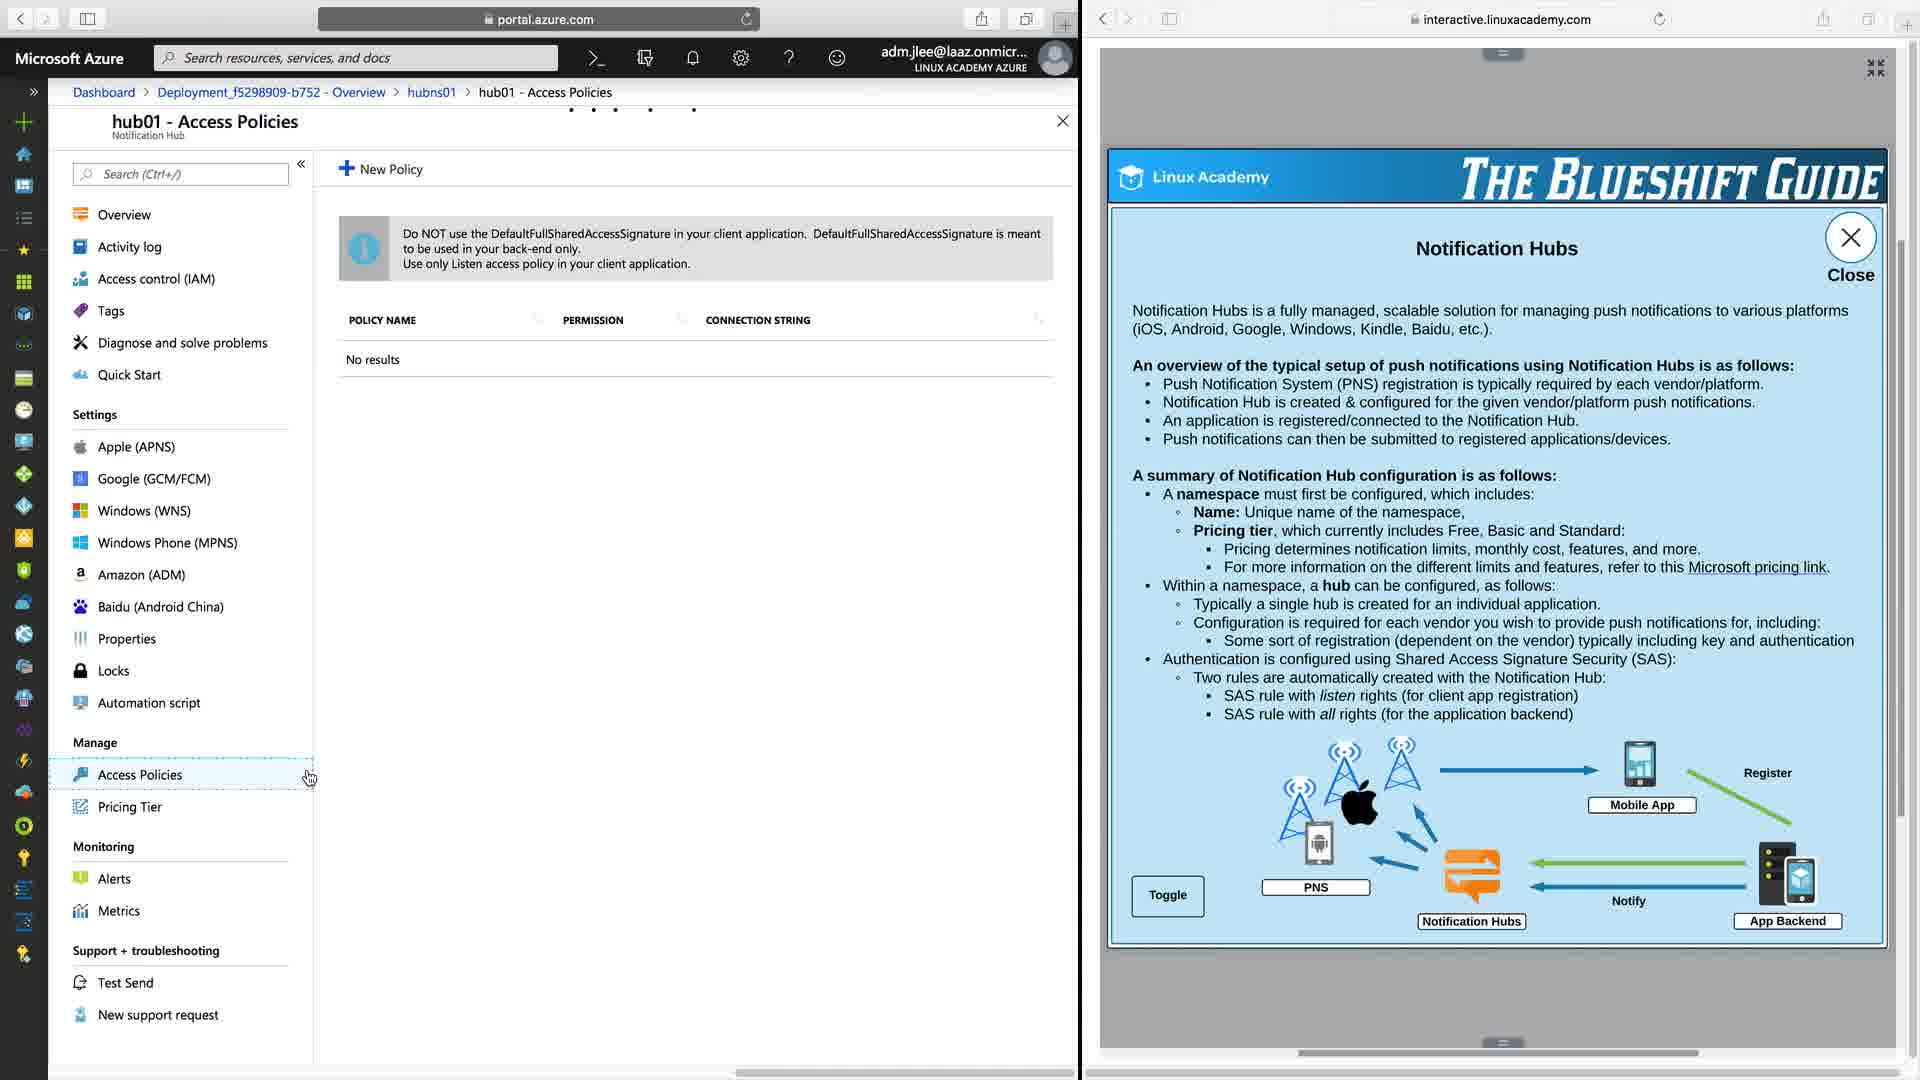 portal.azure.com
Microsoft Azure
Search resources, services, and docs
adm.jlee@laaz.onmicr...
LINUX ACADEMY AZURE
Dashboard > Deployment_f5298909-b752 - Overview > hubns01 > hub01 - Access Policies
hub01 - Access Policies
Notification Hub
Search (Ctrl+/)
Overview
Activity log
Access control (IAM)
Tags
Diagnose and solve problems
Quick Start
Settings
Apple (APNS)
Google (GCM/FCM)
Windows (WNS)
Windows Phone (MPNS)
Amazon (ADM)
Baidu (Android China)
Properties
Locks
Automation script
Manage
Access Policies
Pricing Tier
Monitoring
Alerts
Metrics
Support + troubleshooting
Test Send
New support request
New Policy
Do NOT use the DefaultFullSharedAccessSignature in your client application. DefaultFullSharedAccessSignature is meant
to be used in your back-end only.
Use only Listen access policy in your client application.
POLICY NAME PERMISSION CONNECTION STRING
No results
interactive.linuxacademy.com
Linux Academy
THE BLUESHIFT GUIDE
Notification Hubs
Close
Notification Hubs is a fully managed, scalable solution for managing push notifications to various platforms
(iOS, Android, Google, Windows, Kindle, Baidu, etc.).
An overview of the typical setup of push notifications using Notification Hubs is as follows:
• Push Notification System (PNS) registration is typically required by each vendor/platform.
• Notification Hub is created & configured for the given vendor/platform push notifications.
• An application is registered/connected to the Notification Hub.
• Push notifications can then be submitted to registered applications/devices.
A summary of Notification Hub configuration is as follows:
• A namespace must first be configured, which includes:
◦ Name: Unique name of the namespace,
◦ Pricing tier, which currently includes Free, Basic and Standard:
▪ Pricing determines notification limits, monthly cost, features, and more.
▪ For more information on the different limits and features, refer to this Microsoft pricing link.
• Within a namespace, a hub can be configured, as follows:
◦ Typically a single hub is created for an individual application.
◦ Configuration is required for each vendor you wish to provide push notifications for, including:
▪ Some sort of registration (dependent on the vendor) typically including key and authentication
• Authentication is configured using Shared Access Signature Security (SAS):
◦ Two rules are automatically created with the Notification Hub:
▪ SAS rule with listen rights (for client app registration)
▪ SAS rule with all rights (for the application backend)
Register
Mobile App
PNS
Toggle
Notify
Notification Hubs
App Backend